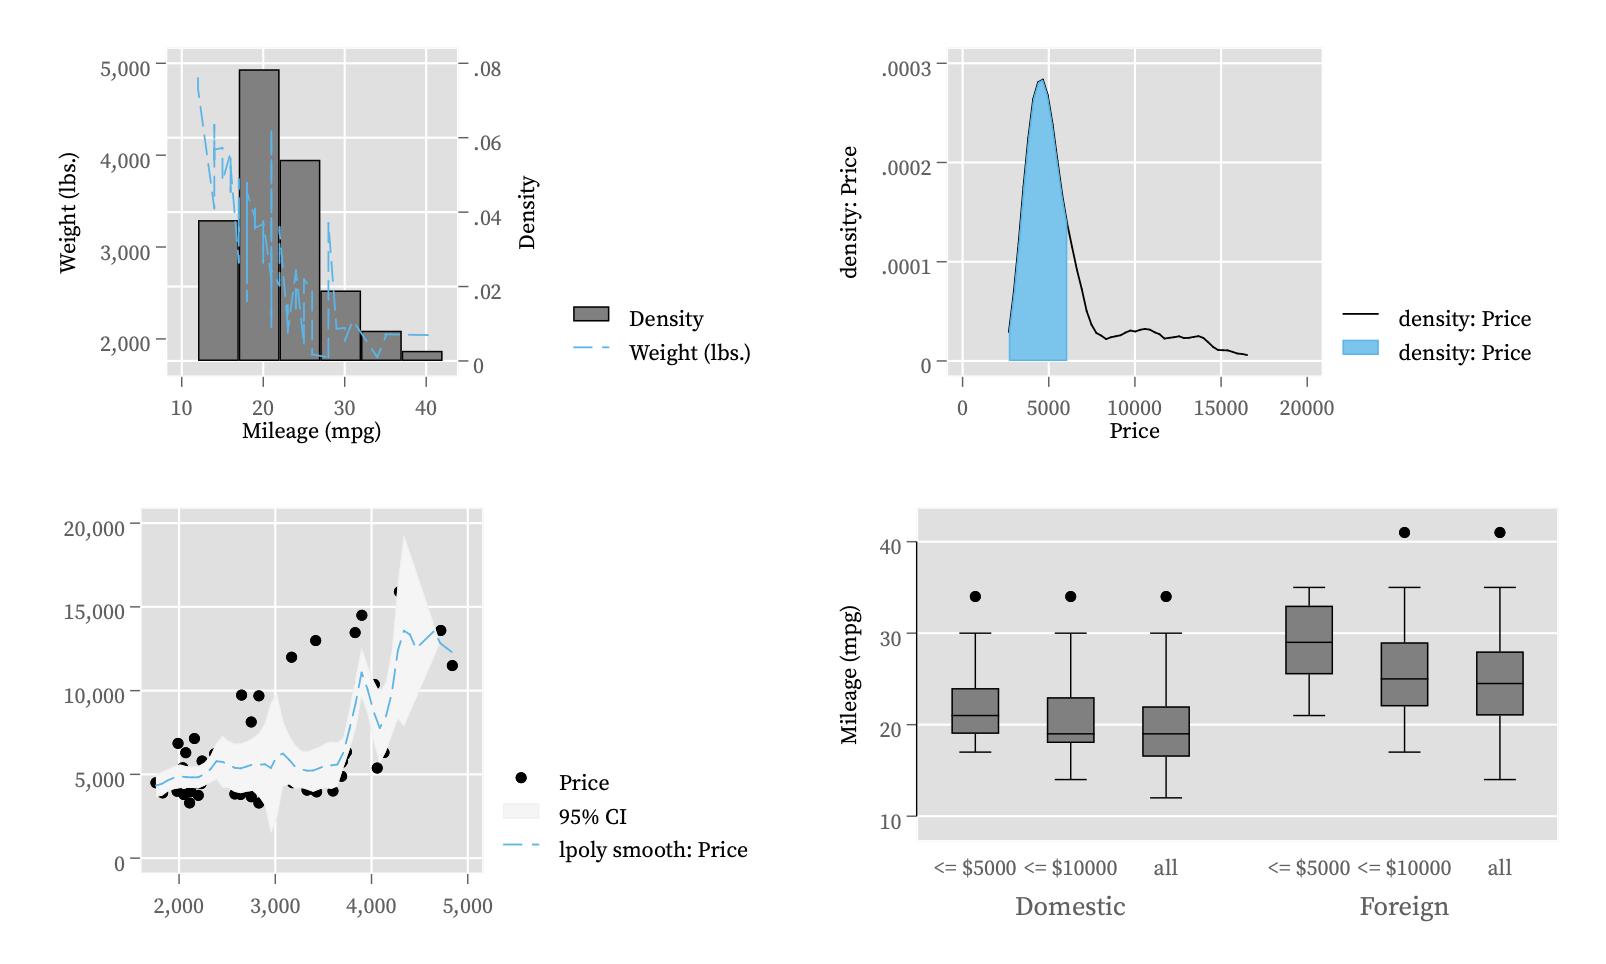 5,000
4,000
3,000
2,000
Weight (lbs.)
.08
.06
.04
.02
0
Density
10 20 30 40
Mileage (mpg)
Density
Weight (lbs.)
.0003
.0002
.0001
0
density: Price
0 5000 10000 15000 20000
Price
density: Price
density: Price
20,000
15,000
10,000
5,000
0
2,000 3,000 4,000 5,000
Price
95% CI
lpoly smooth: Price
40
30
20
10
Mileage (mpg)
<= $5000 <= $10000 all <= $5000 <= $10000 all
Domestic Foreign